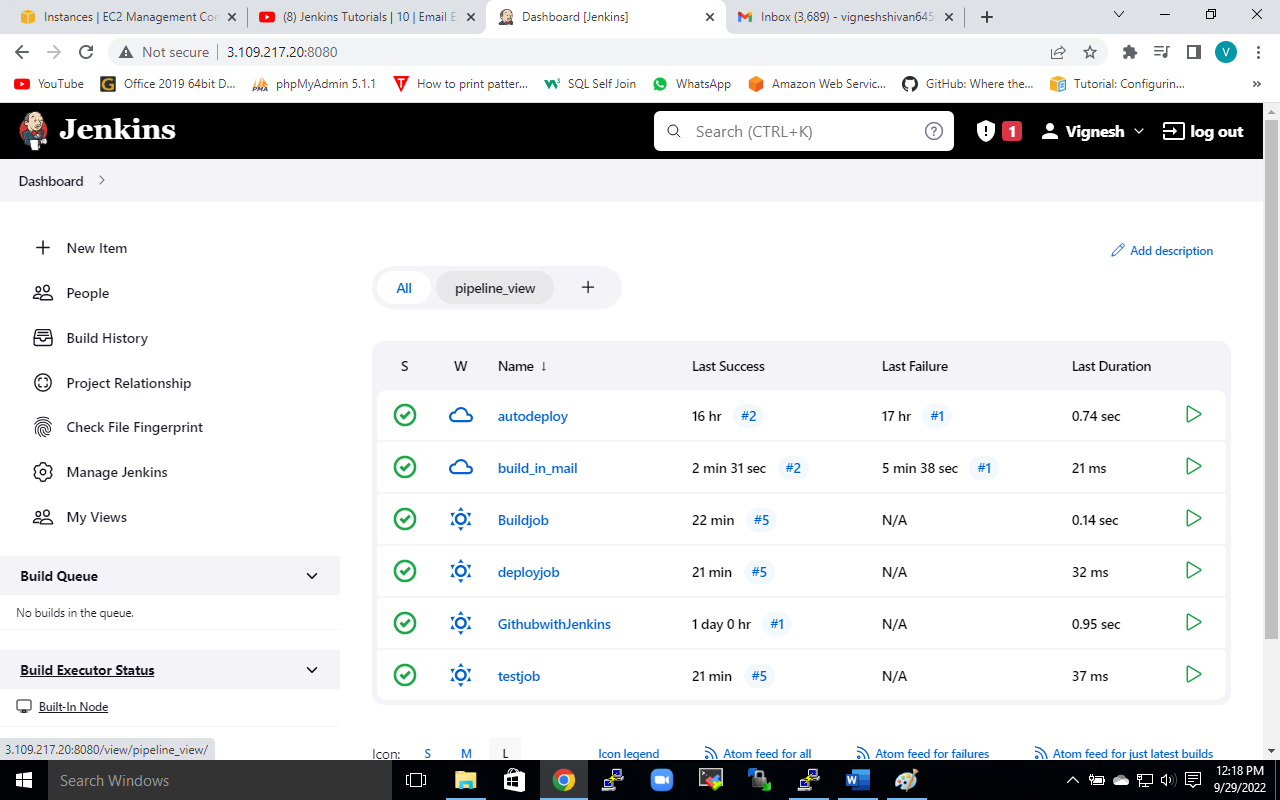 Instances | EC2 Management Con
(8) Jenkins Tutorials | 10 | Email E
Dashboard [Jenkins]
Inbox (3,689) - vigneshshivan645
Not secure
3.109.217.20:8080
V
YouTube
Office 2019 64bit D...
phpMyAdmin 5.1.1
How to print patter...
SQL Self Join
WhatsApp
Amazon Web Servic...
GitHub: Where the...
Tutorial: Configurin...
»
Jenkins
Search (CTRL+K)
1
Vignesh
log out
Dashboard
New Item
People
Build History
Project Relationship
Check File Fingerprint
Manage Jenkins
My Views
Build Queue
No builds in the queue.
Build Executor Status
Built-In Node
Add description
All
pipeline_view
+
S W Name ↓ Last Success Last Failure Last Duration
autodeploy 16 hr #2 17 hr #1 0.74 sec
build_in_mail 2 min 31 sec #2 5 min 38 sec #1 21 ms
Buildjob 22 min #5 N/A 0.14 sec
deployjob 21 min #5 N/A 32 ms
GithubwithJenkins 1 day 0 hr #1 N/A 0.95 sec
testjob 21 min #5 N/A 37 ms
Icon: S M L
Icon legend
Atom feed for all
Atom feed for failures
Atom feed for just latest builds
3.109.217.20:8080/view/pipeline_view/
Search Windows
12:18 PM
9/29/2022